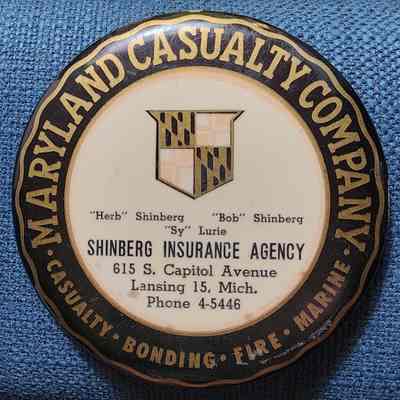 MARYLAND CASUALTY COMPANY
"Herb" Shinberg "Bob" Shinberg
"Sy" Lurie
SHINBERG INSURANCE AGENCY
615 S. Capitol Avenue
Lansing 15, Mich.
Phone 4-5446
· CASUALTY · BONDING · FIRE · MARINE ·